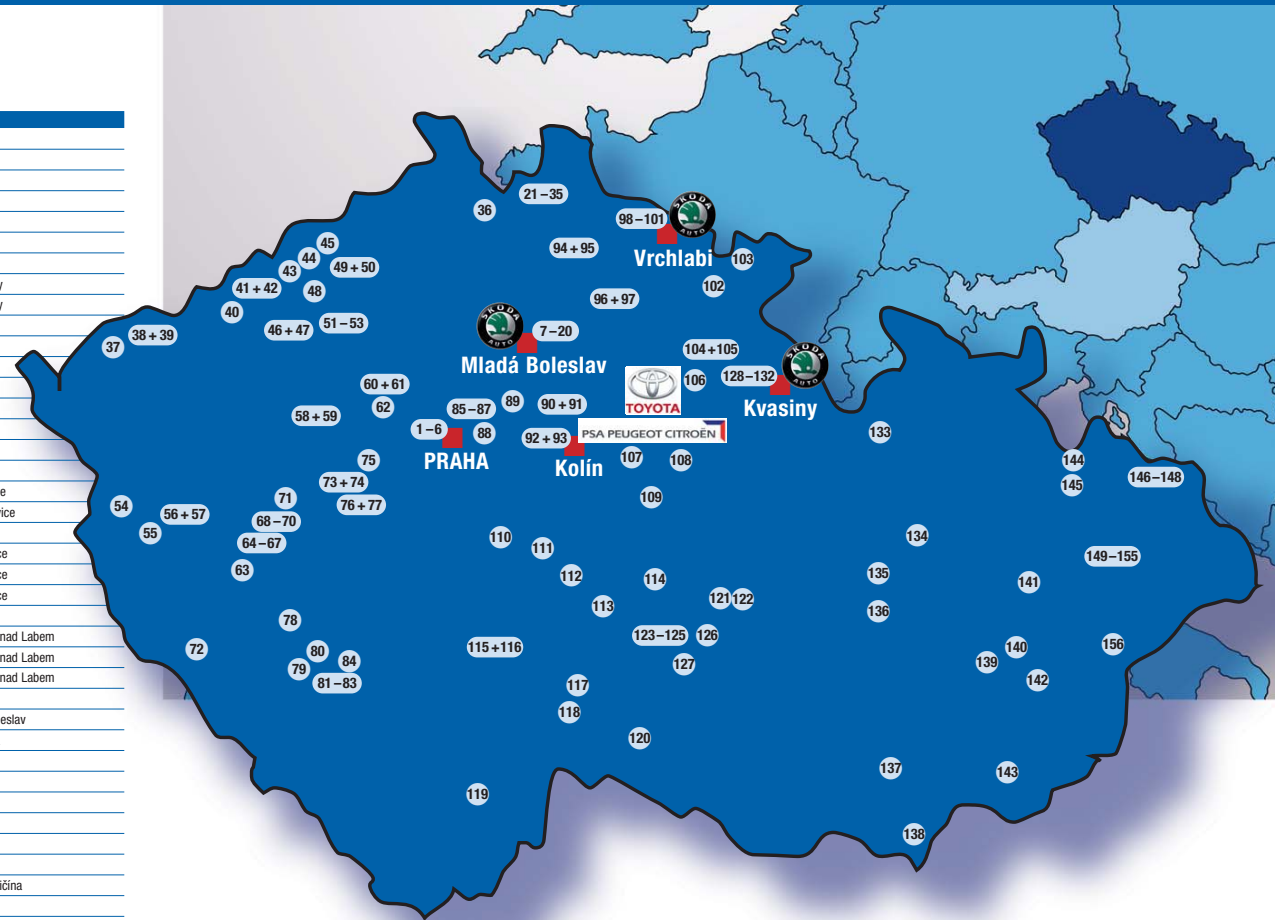 y
y
e
vice
ce
ce
ce
nad Labem
nad Labem
nad Labem
eslav
ičína
36
21–35
98–101
ŠKODA
AUTO
Vrchlabi
45
44
43
49 + 50
94 + 95
103
41 + 42
48
102
40
96 + 97
38 + 39
46 + 47
51–53
37
ŠKODA
AUTO
7–20
Mladá Boleslav
104 + 105
ŠKODA
AUTO
128–132
106
Kvasiny
TOYOTA
60 + 61
62
58 + 59
85–87
89
90 + 91
1–6
88
PRAHA
92 + 93
PSA PEUGEOT CITROËN
Kolín
107
108
133
75
73 + 74
76 + 77
109
144
145
146–148
54
56 + 57
55
71
68–70
64–67
63
110
111
112
113
114
134
135
136
149–155
141
121
122
78
72
80
79
84
81–83
115 + 116
123–125
126
127
140
139
142
156
117
118
120
119
137
143
138